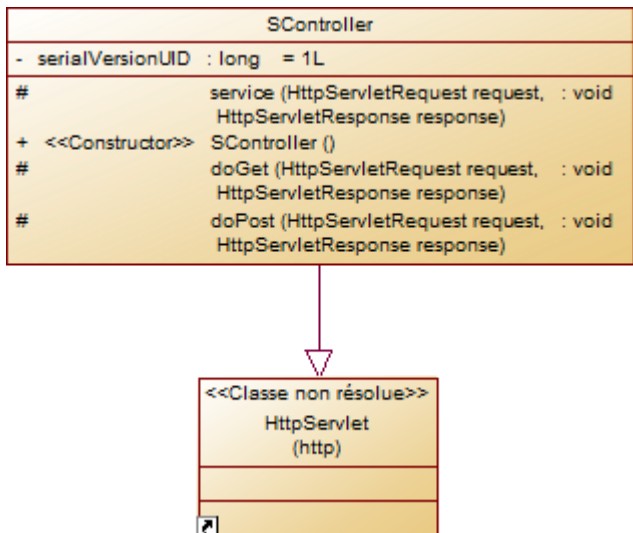 SController
- serialVersionUID : long = 1L
# service (HttpServletRequest request, : void
HttpServletResponse response)
+ <<Constructor>> SController ()
# doGet (HttpServletRequest request, : void
HttpServletResponse response)
# doPost (HttpServletRequest request, : void
HttpServletResponse response)
<<Classe non résolue>>
HttpServlet
(http)